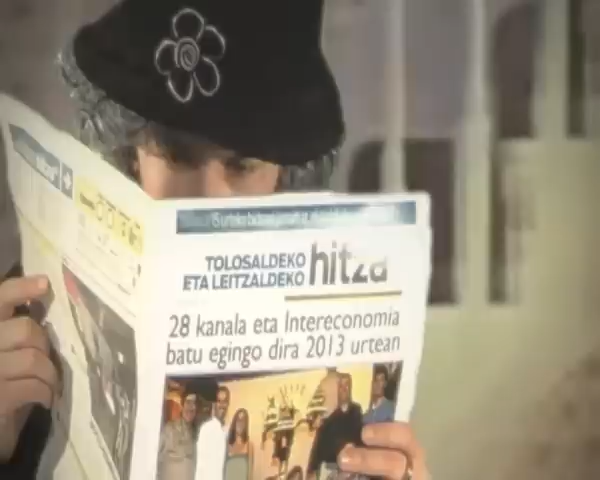 TOLOSALDEKO
ETA LEITZALDEKO
hitza
28 kanala eta Intereconomia
batu egingo dira 2013 urtean